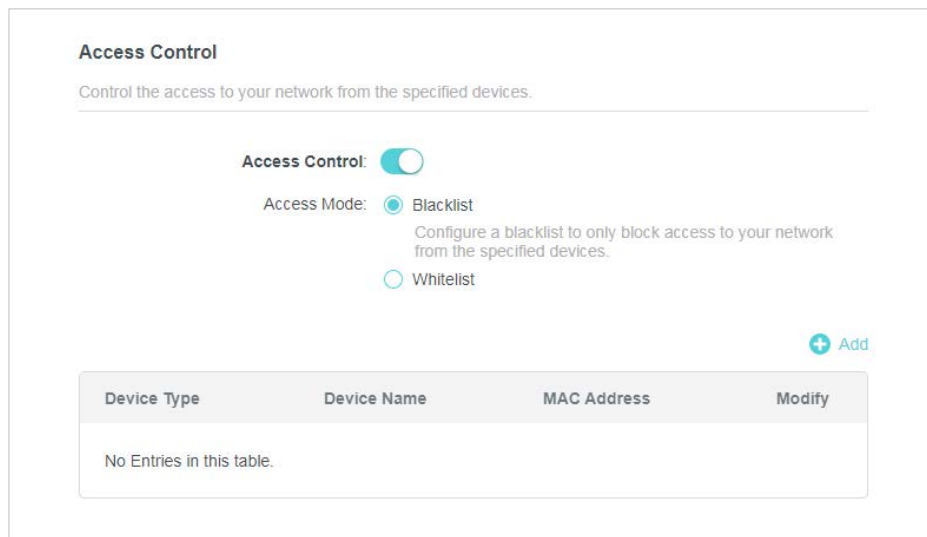 Access Control
Control the access to your network from the specified devices.
Access Control:
Access Mode: Blacklist
Configure a blacklist to only block access to your network
from the specified devices.
Whitelist
Add
Device Type Device Name MAC Address Modify
No Entries in this table.